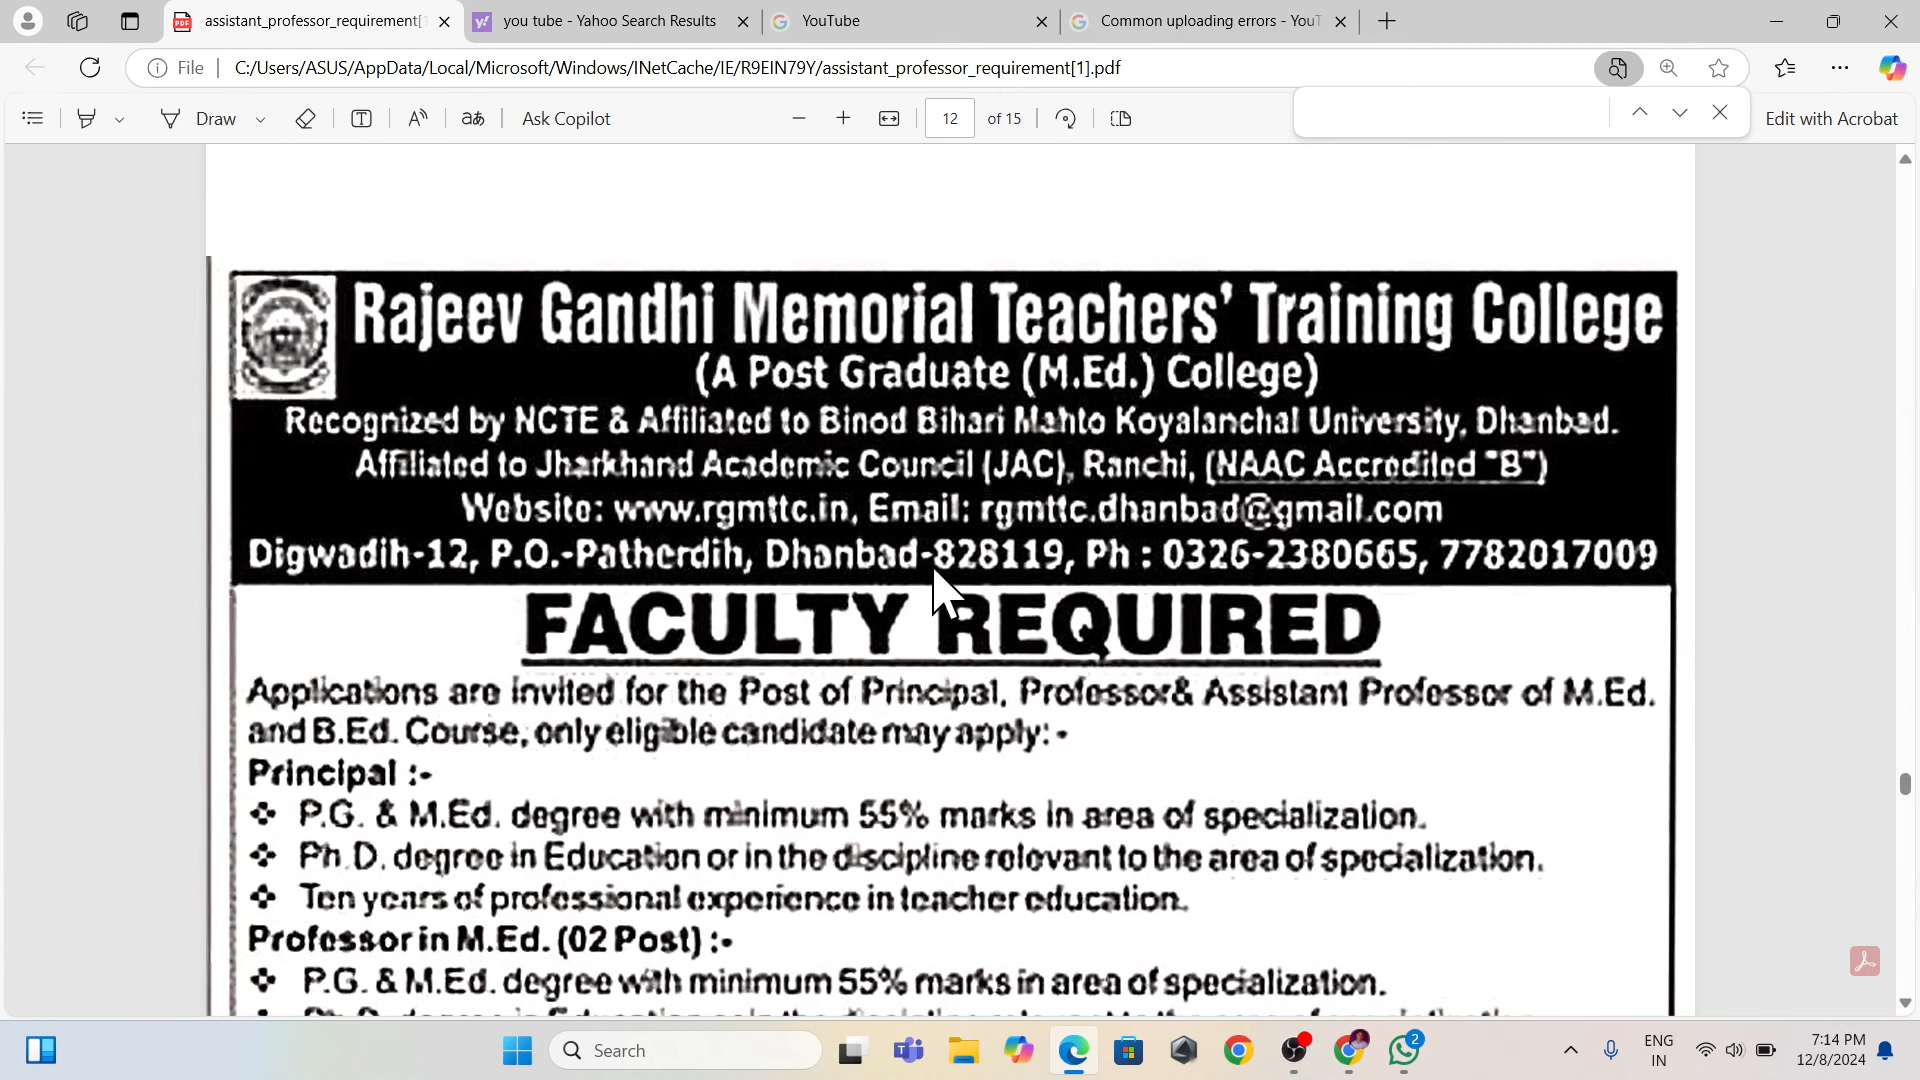 assistant_professor_requirement[1
you tube - Yahoo Search Results
YouTube
Common uploading errors - YouT
File
C:/Users/ASUS/AppData/Local/Microsoft/Windows/INetCache/IE/R9EIN79Y/assistant_professor_requirement[1].pdf
Draw
Ask Copilot
12
of 15
Edit with Acrobat
Rajeev Gandhi Memorial Teachers' Training College
(A Post Graduate (M.Ed.) College)
Recognized by NCTE & Affiliated to Binod Bihari Mahto Koyalanchal University, Dhanbad.
Affiliated to Jharkhand Academic Council (JAC), Ranchi, (NAAC Accredited "B")
Website: www.rgmttc.in, Email: rgmttc.dhanbad@gmail.com
Digwadih-12, P.O.-Patherdih, Dhanbad-828119, Ph : 0326-2380665, 7782017009
FACULTY REQUIRED
Applications are invited for the Post of Principal, Professor& Assistant Professor of M.Ed.
and B.Ed. Course, only eligible candidate may apply: -
Principal :-
❖ P.G. & M.Ed. degree with minimum 55% marks in area of specialization.
❖ Ph.D. degree in Education or in the discipline relevant to the area of specialization.
❖ Ten years of professional experience in teacher education.
Professor in M.Ed. (02 Post) :-
❖ P.G. & M.Ed. degree with minimum 55% marks in area of specialization.
Search
2
ENG
IN
7:14 PM
12/8/2024